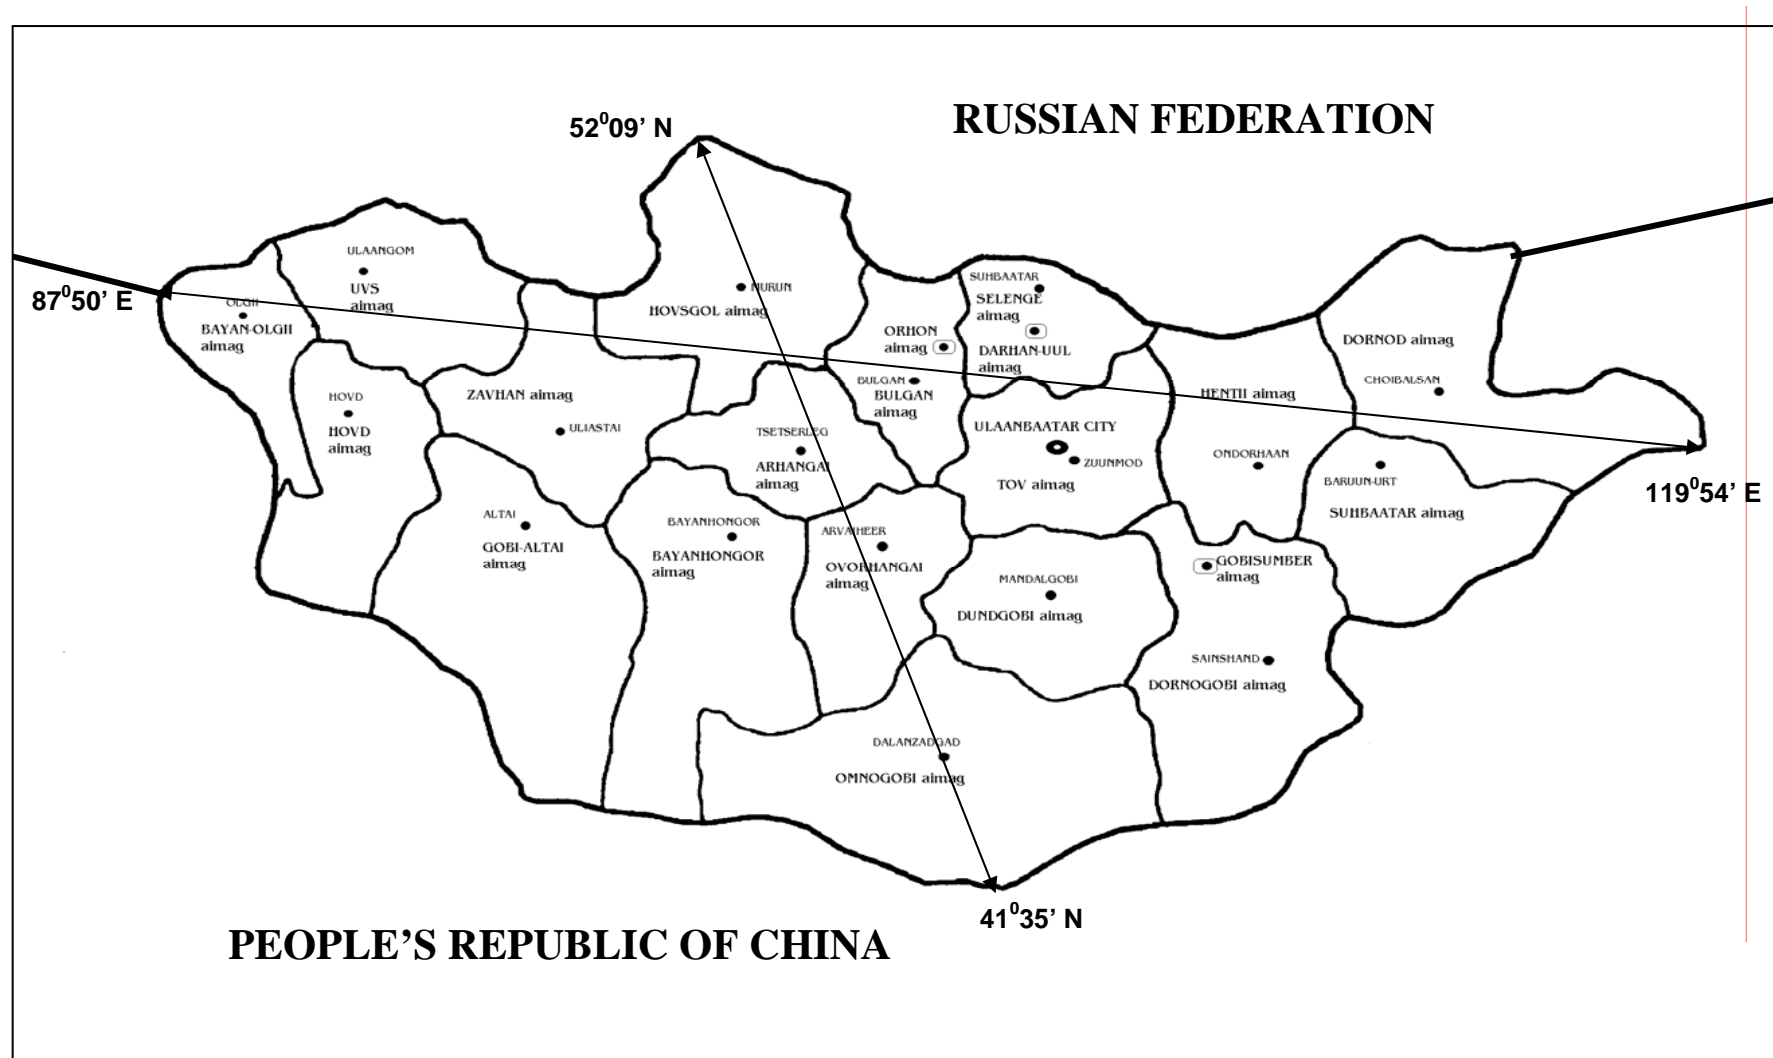 RUSSIAN FEDERATION
52⁰09’ N
ULAANGOM
UVS
aimag
87⁰50’ E
OLGII
BAYAN-OLGII
aimag
MURUN
HOVSGOL aimag
SUHBAATAR
SELENGE
aimag
ORHON
aimag
DARHAN-UUL
aimag
DORNOD aimag
CHOIBALSAN
HOVD
HOVD
aimag
ZAVHAN aimag
ULIASTAI
BULGAN
BULGAN
aimag
HENTII aimag
ONDORHAAN
TSETSERLEG
ARHANGAI
aimag
ULAANBAATAR CITY
ZUUNMOD
TOV aimag
BARUUN-URT
SUHBAATAR aimag
119⁰54’ E
ALTAI
GOBI-ALTAI
aimag
BAYANHONGOR
BAYANHONGOR
aimag
ARVAIHEER
OVORHANGAI
aimag
MANDALGOBI
DUNDGOBI aimag
GOBISUMBER
aimag
SAINSHAND
DORNOGOBI aimag
DALANZADGAD
OMNOGOBI aimag
41⁰35’ N
PEOPLE’S REPUBLIC OF CHINA